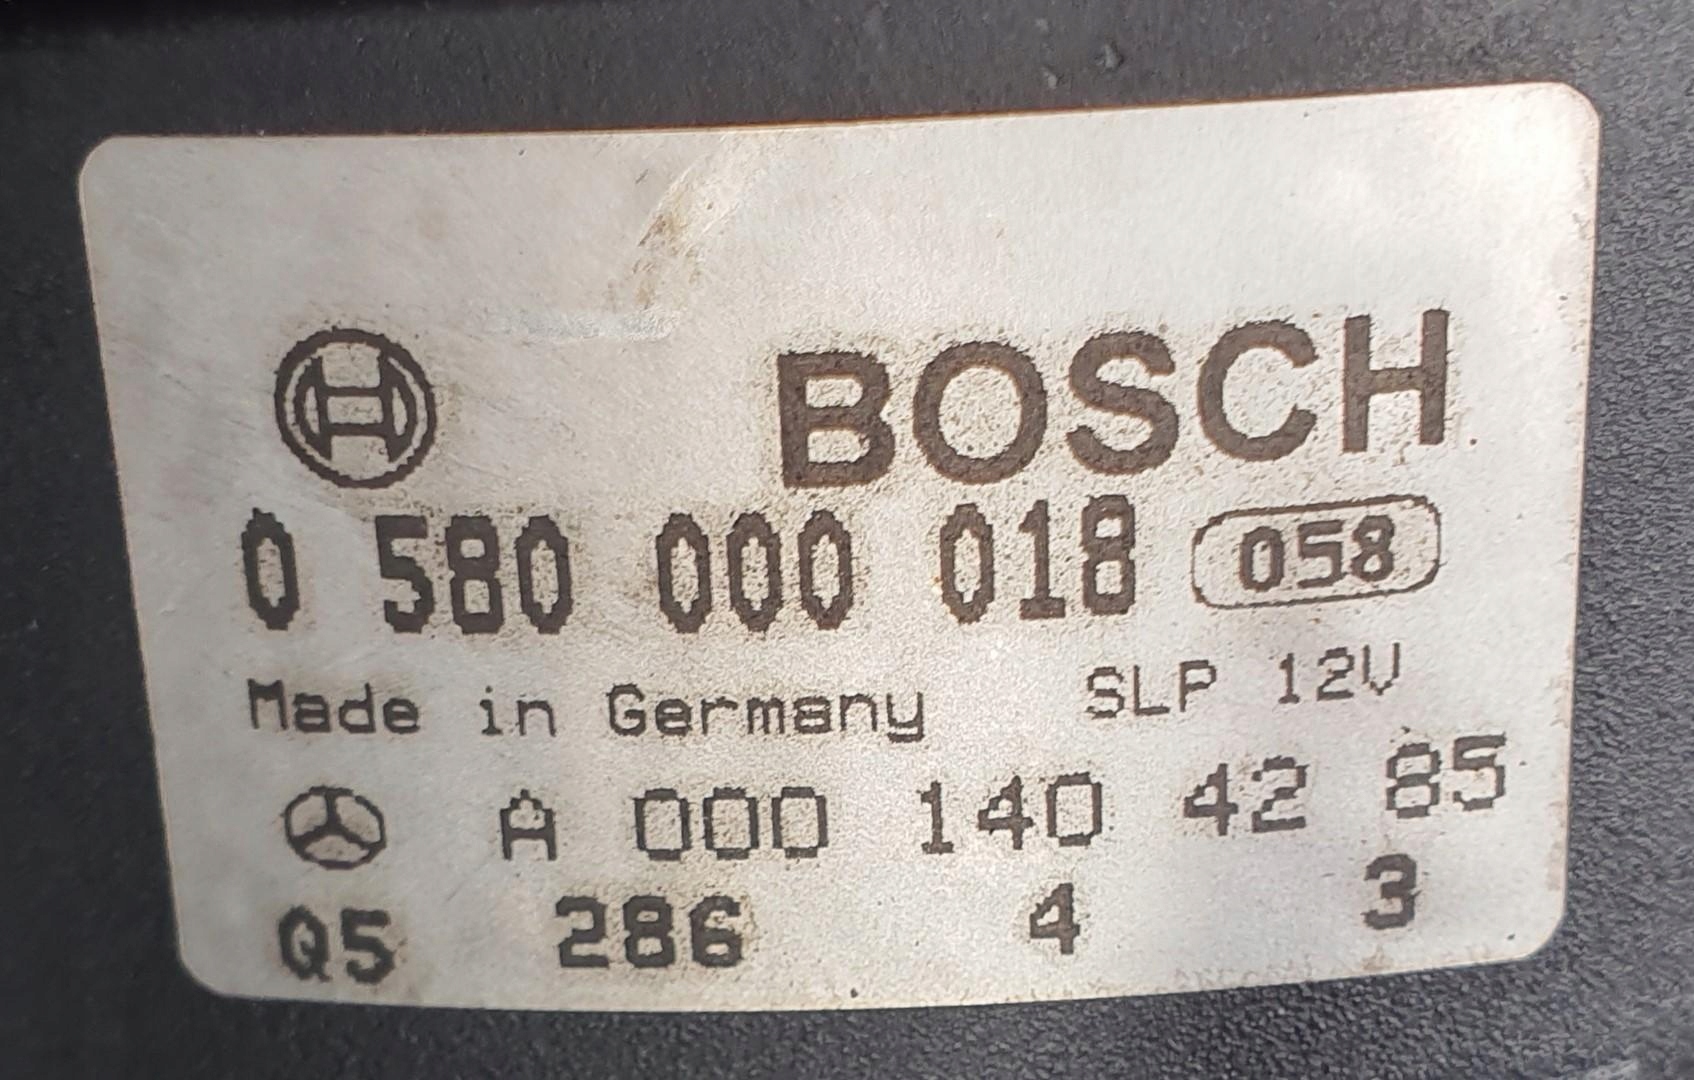 BOSCH
0 580 000 018 058
Made in Germany SLP 12V
A 000 140 42 85
Q5 286 4 3